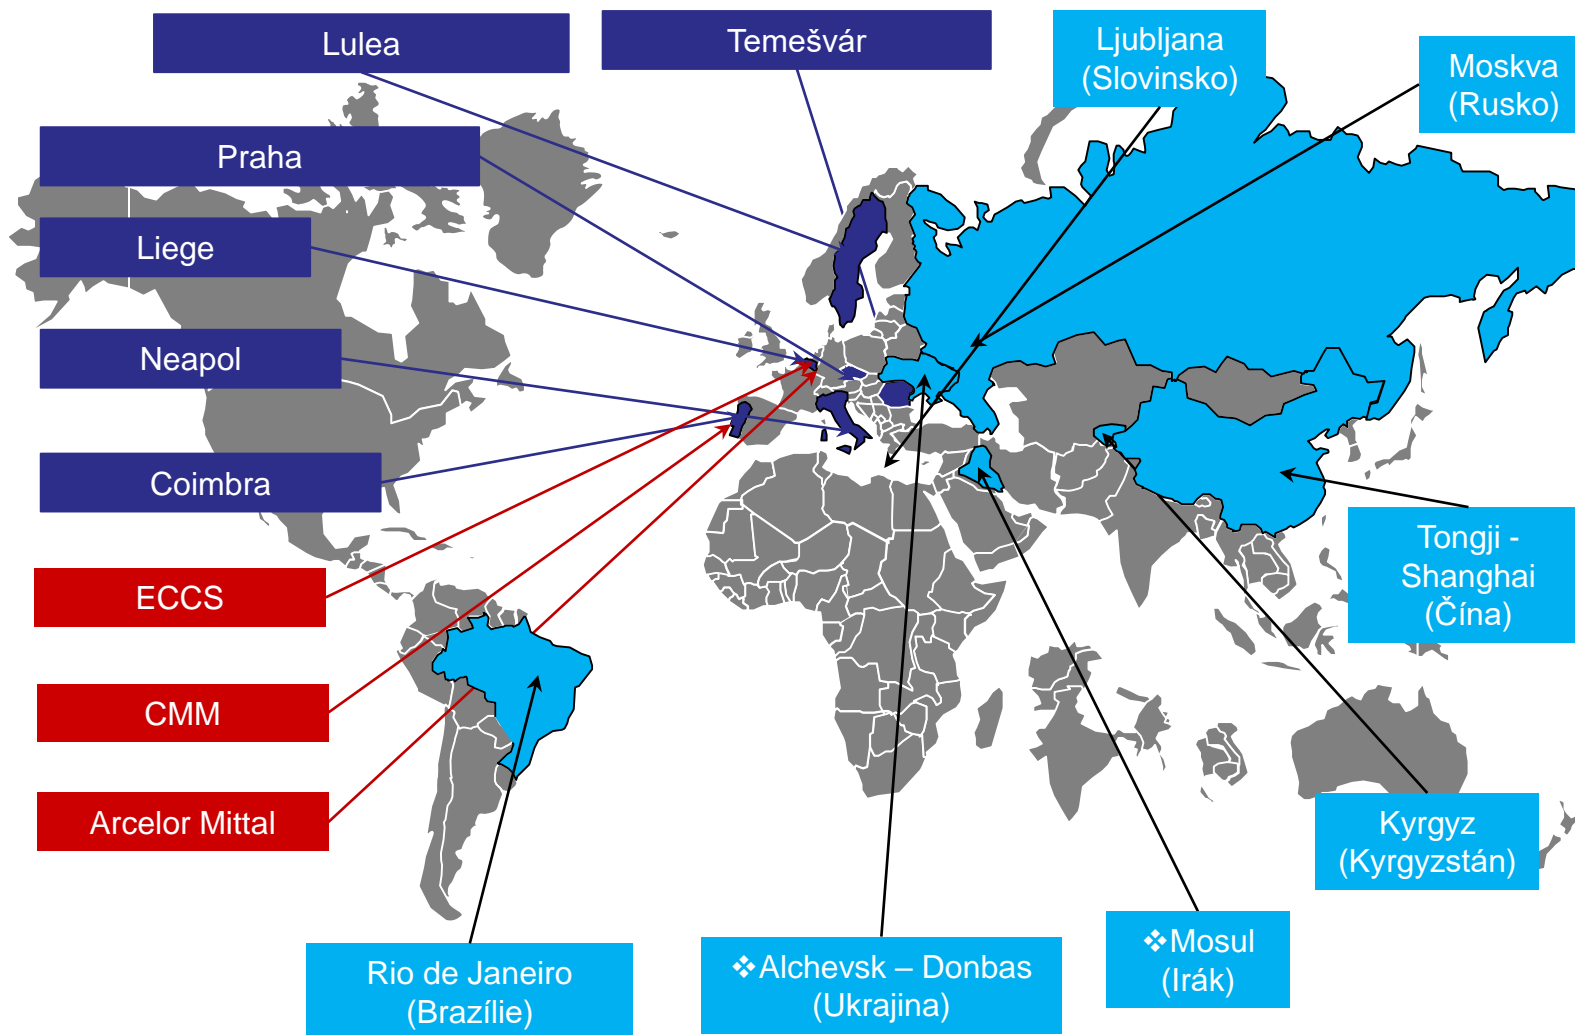 Lulea
Temešvár
Ljubljana
(Slovinsko)
Moskva
(Rusko)
Praha
Liege
Neapol
Coimbra
ECCS
CMM
Arcelor Mittal
Tongji -
Shanghai
(Čína)
Kyrgyz
(Kyrgyzstán)
Rio de Janeiro
(Brazílie)
❖Alchevsk – Donbas
(Ukrajina)
❖Mosul
(Irák)